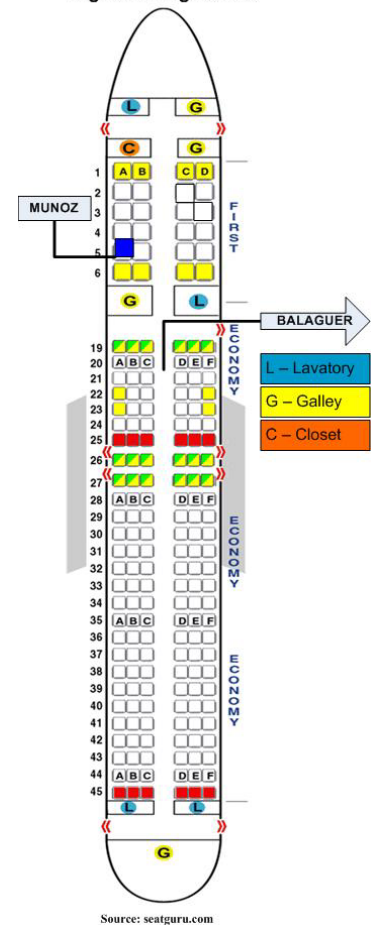 L G
C G
1 A B C D
2
3
MUNOZ
4
5
6
FIRST
G L
BALAGUER
ECONOMY
19
20 A B C D E F
21
22
23
24
25
26
27
28 A B C D E F
29
30
31
32
33
34
35 A B C D E F
36
37
38
39
40
41
42
43
44 A B C D E F
45
L – Lavatory
G – Galley
C – Closet
ECONOMY
ECONOMY
L L
G
Source: seatguru.com